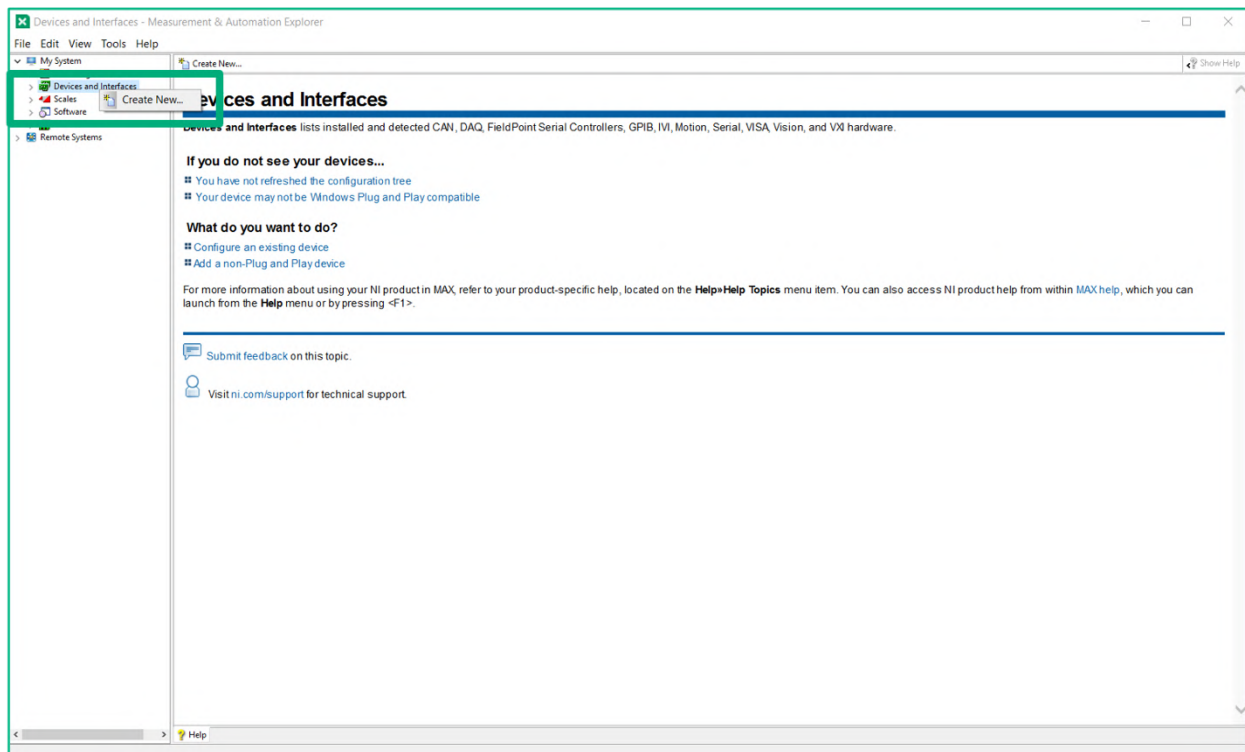 Devices and Interfaces - Measurement & Automation Explorer
File Edit View Tools Help
My System
Create New...
Show Help
Devices and Interfaces
Scales
Create New...
Software
Remote Systems
Devices and Interfaces
Devices and Interfaces lists installed and detected CAN, DAQ, FieldPoint Serial Controllers, GPIB, IVI, Motion, Serial, VISA, Vision, and VXI hardware.
If you do not see your devices...
You have not refreshed the configuration tree
Your device may not be Windows Plug and Play compatible
What do you want to do?
Configure an existing device
Add a non-Plug and Play device
For more information about using your NI product in MAX, refer to your product-specific help, located on the Help»Help Topics menu item. You can also access NI product help from within MAX help, which you can
launch from the Help menu or by pressing <F1>.
Submit feedback on this topic.
Visit ni.com/support for technical support.
Help